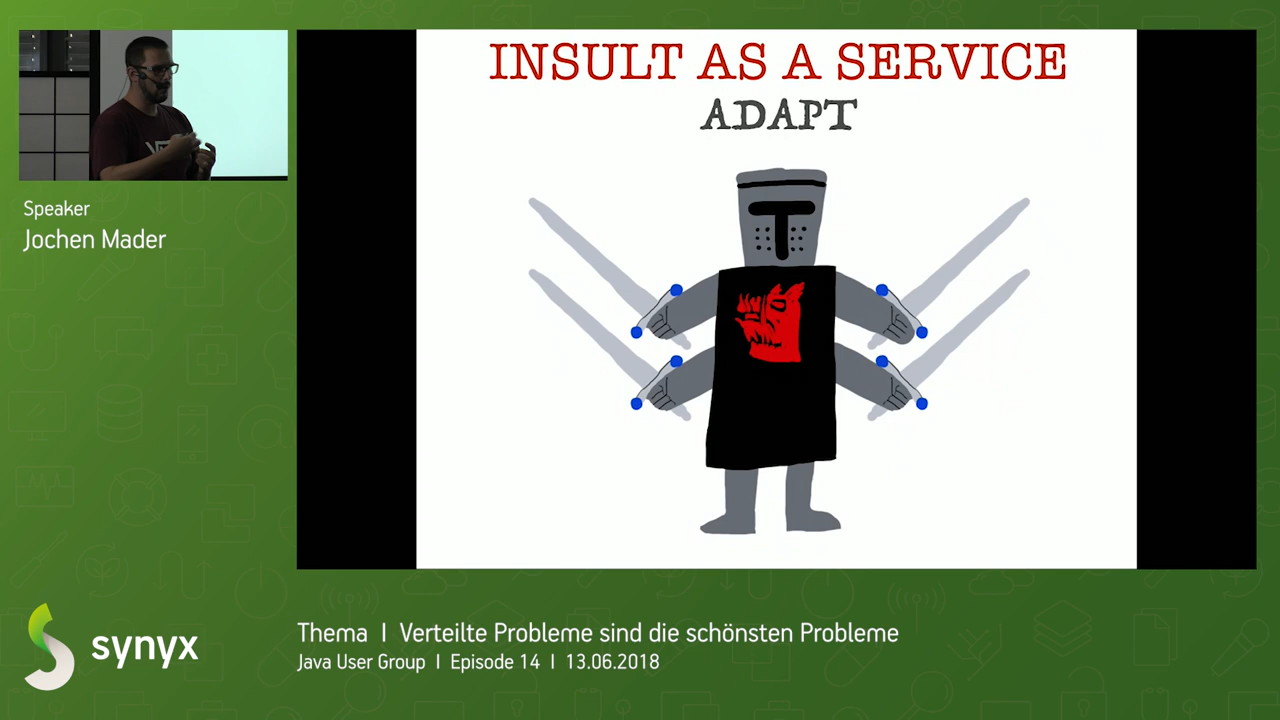 INSULT AS A SERVICE
ADAPT
Speaker
Jochen Mader
synyx
Thema | Verteilte Probleme sind die schönsten Probleme
Java User Group | Episode 14 | 13.06.2018